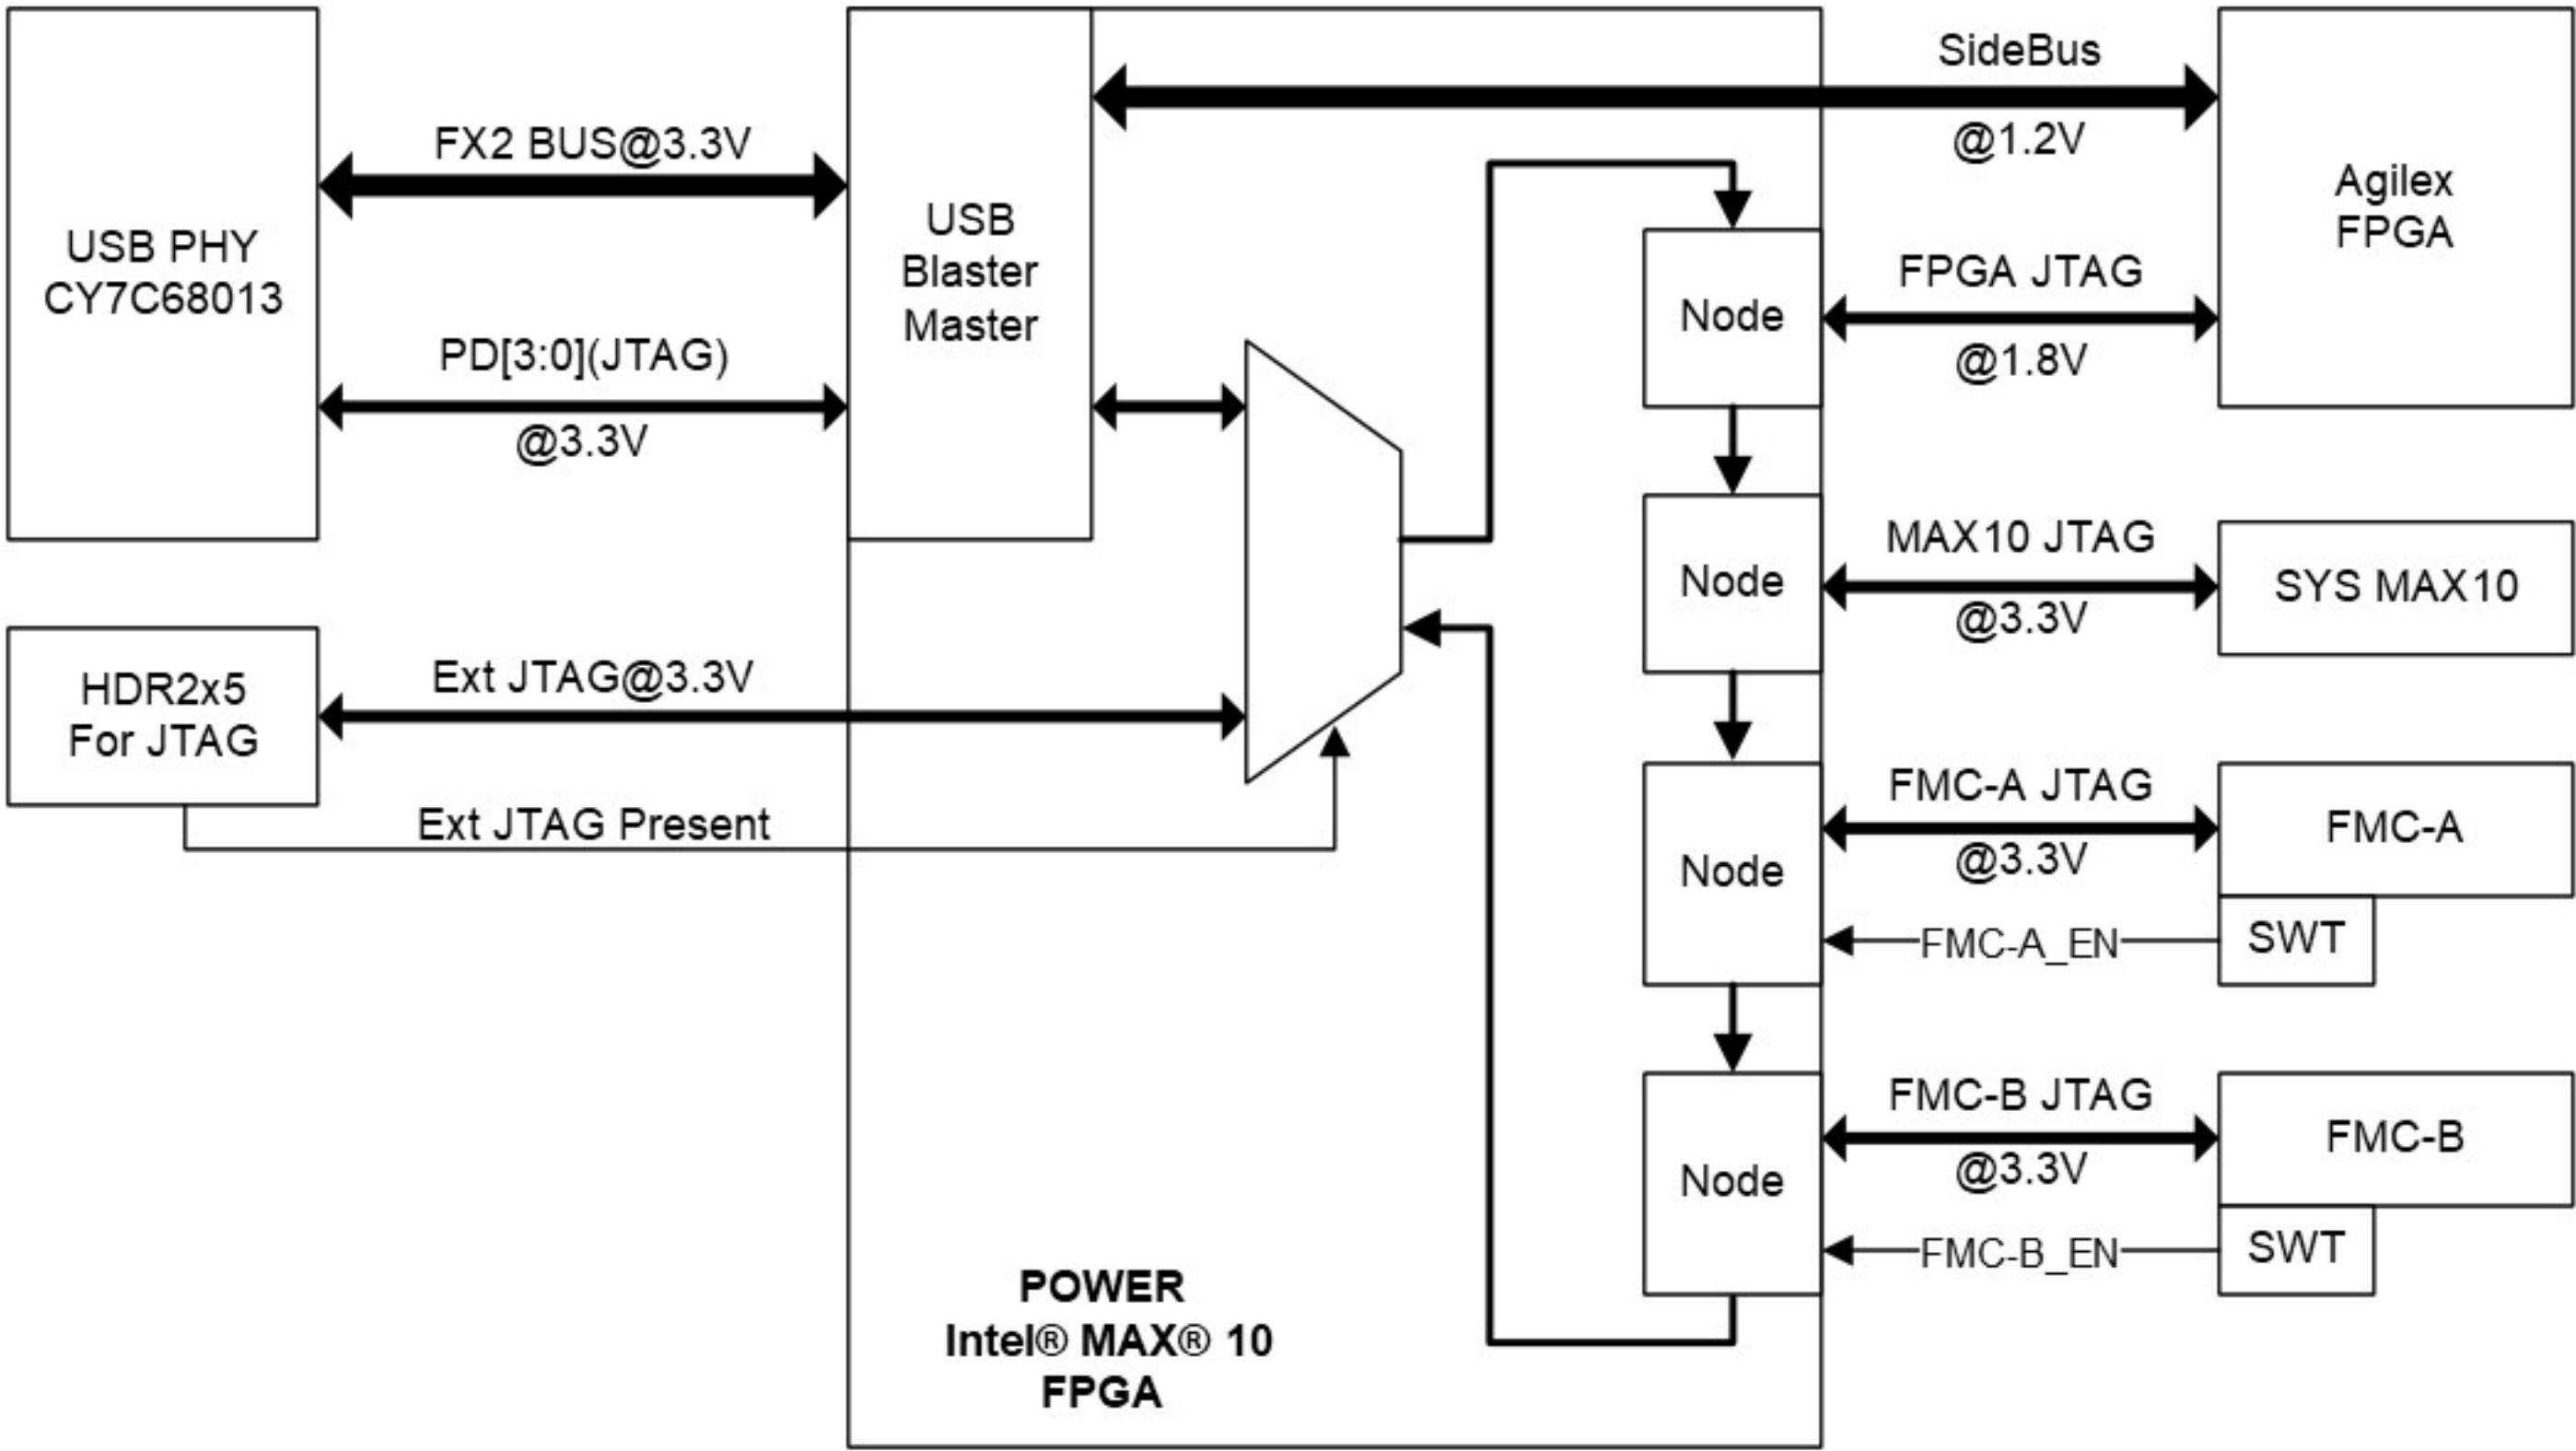 USB PHY
CY7C68013
FX2 BUS@3.3V
PD[3:0](JTAG)
@3.3V
USB
Blaster
Master
SideBus
@1.2V
Agilex
FPGA
Node
FPGA JTAG
@1.8V
Node
MAX10 JTAG
@3.3V
SYS MAX10
HDR2x5
For JTAG
Ext JTAG@3.3V
Ext JTAG Present
Node
FMC-A JTAG
@3.3V
FMC-A
FMC-A_EN
SWT
Node
FMC-B JTAG
@3.3V
FMC-B
FMC-B_EN
SWT
POWER
Intel® MAX® 10
FPGA